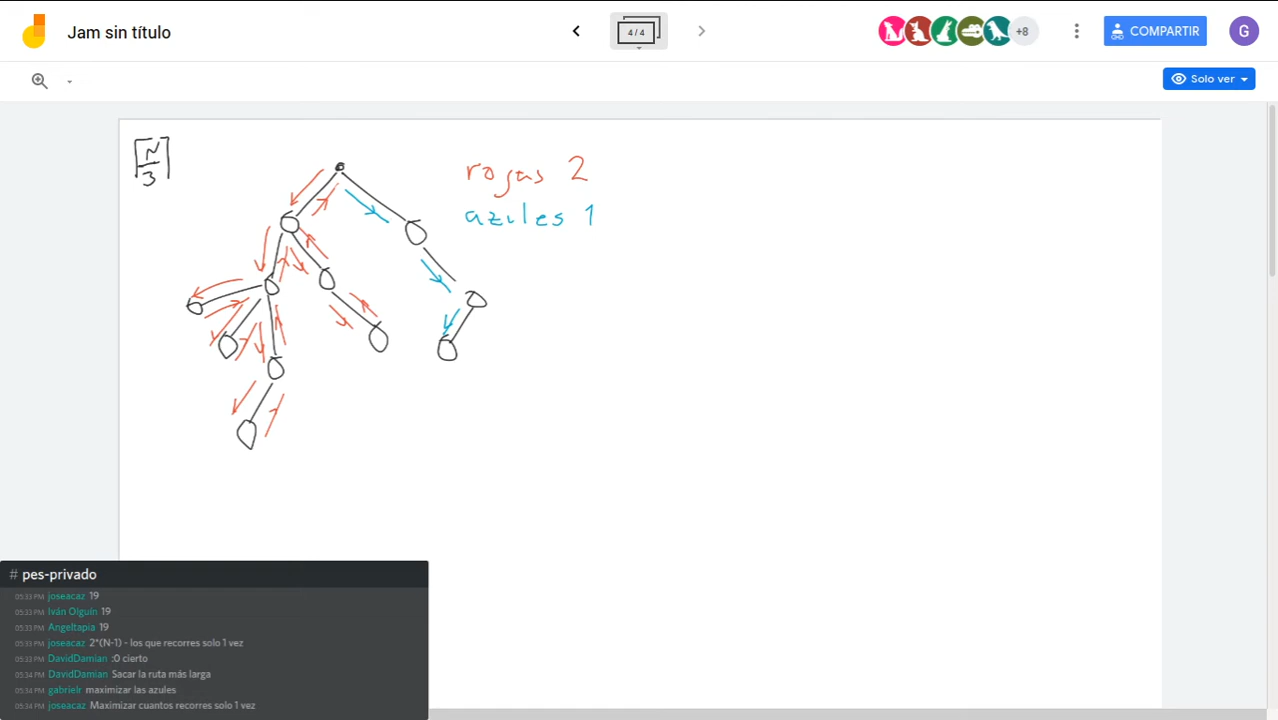 Jam sin título
4 / 4
+8
COMPARTIR
G
Solo ver
N
3
rojas 2
azules 1
# pes-privado
05:33 PM joseacaz 19
05:33 PM Iván Olguín 19
05:33 PM Angeltapia 19
05:33 PM joseacaz 2*(N-1) - los que recorres solo 1 vez
05:33 PM DavidDamian :0 cierto
05:34 PM DavidDamian Sacar la ruta más larga
05:34 PM gabrielr maximizar las azules
05:34 PM joseacaz Maximizar cuantos recorres solo 1 vez